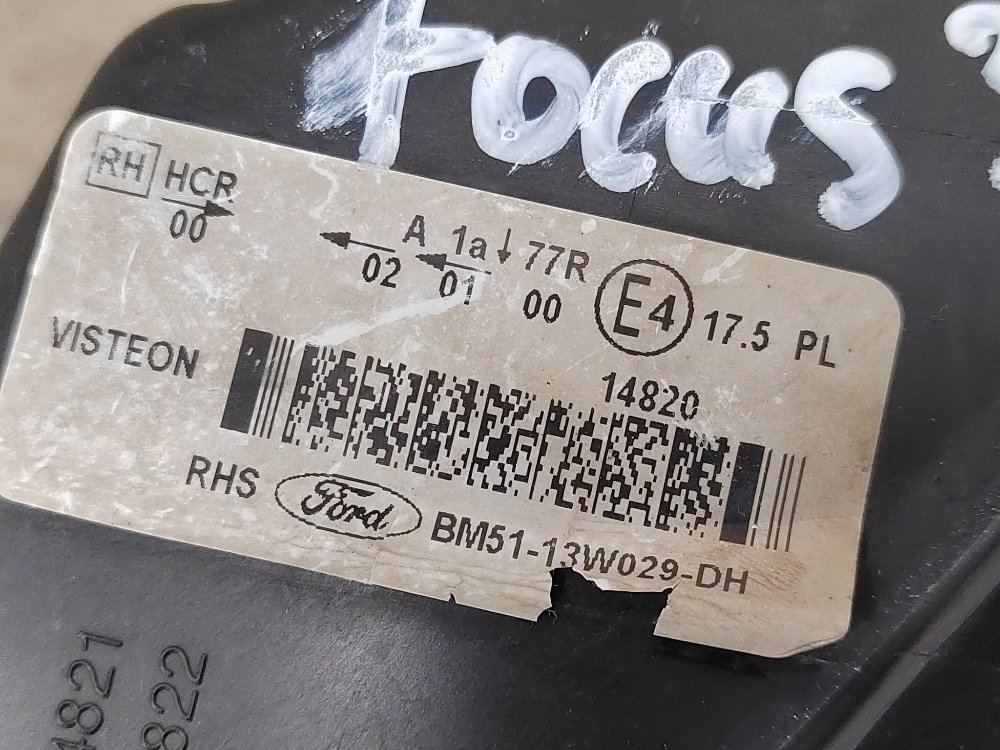 Focus
RH HCR
00
A 1a 77R E4 17.5 PL
02 01 00
14820
VISTEON
RHS Ford BM51-13W029-DH
4821
822